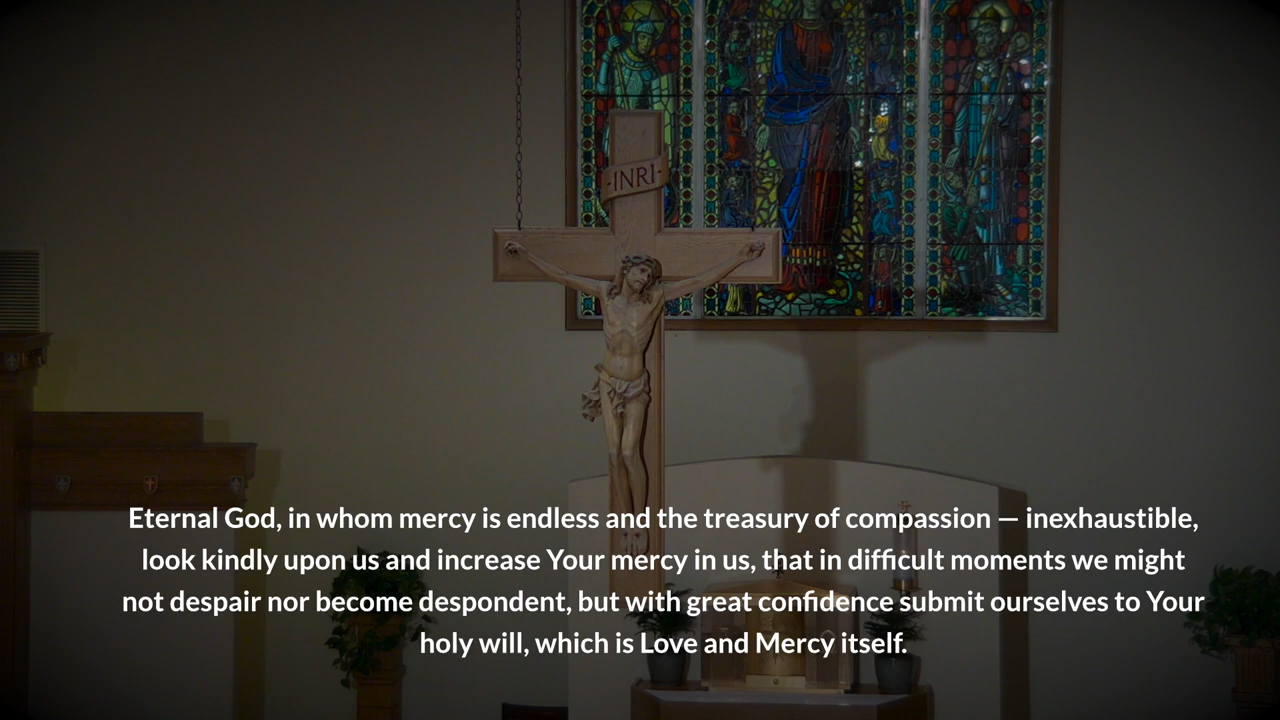 ·INRI·
Eternal God, in whom mercy is endless and the treasury of compassion — inexhaustible,
look kindly upon us and increase Your mercy in us, that in difficult moments we might
not despair nor become despondent, but with great confidence submit ourselves to Your
holy will, which is Love and Mercy itself.